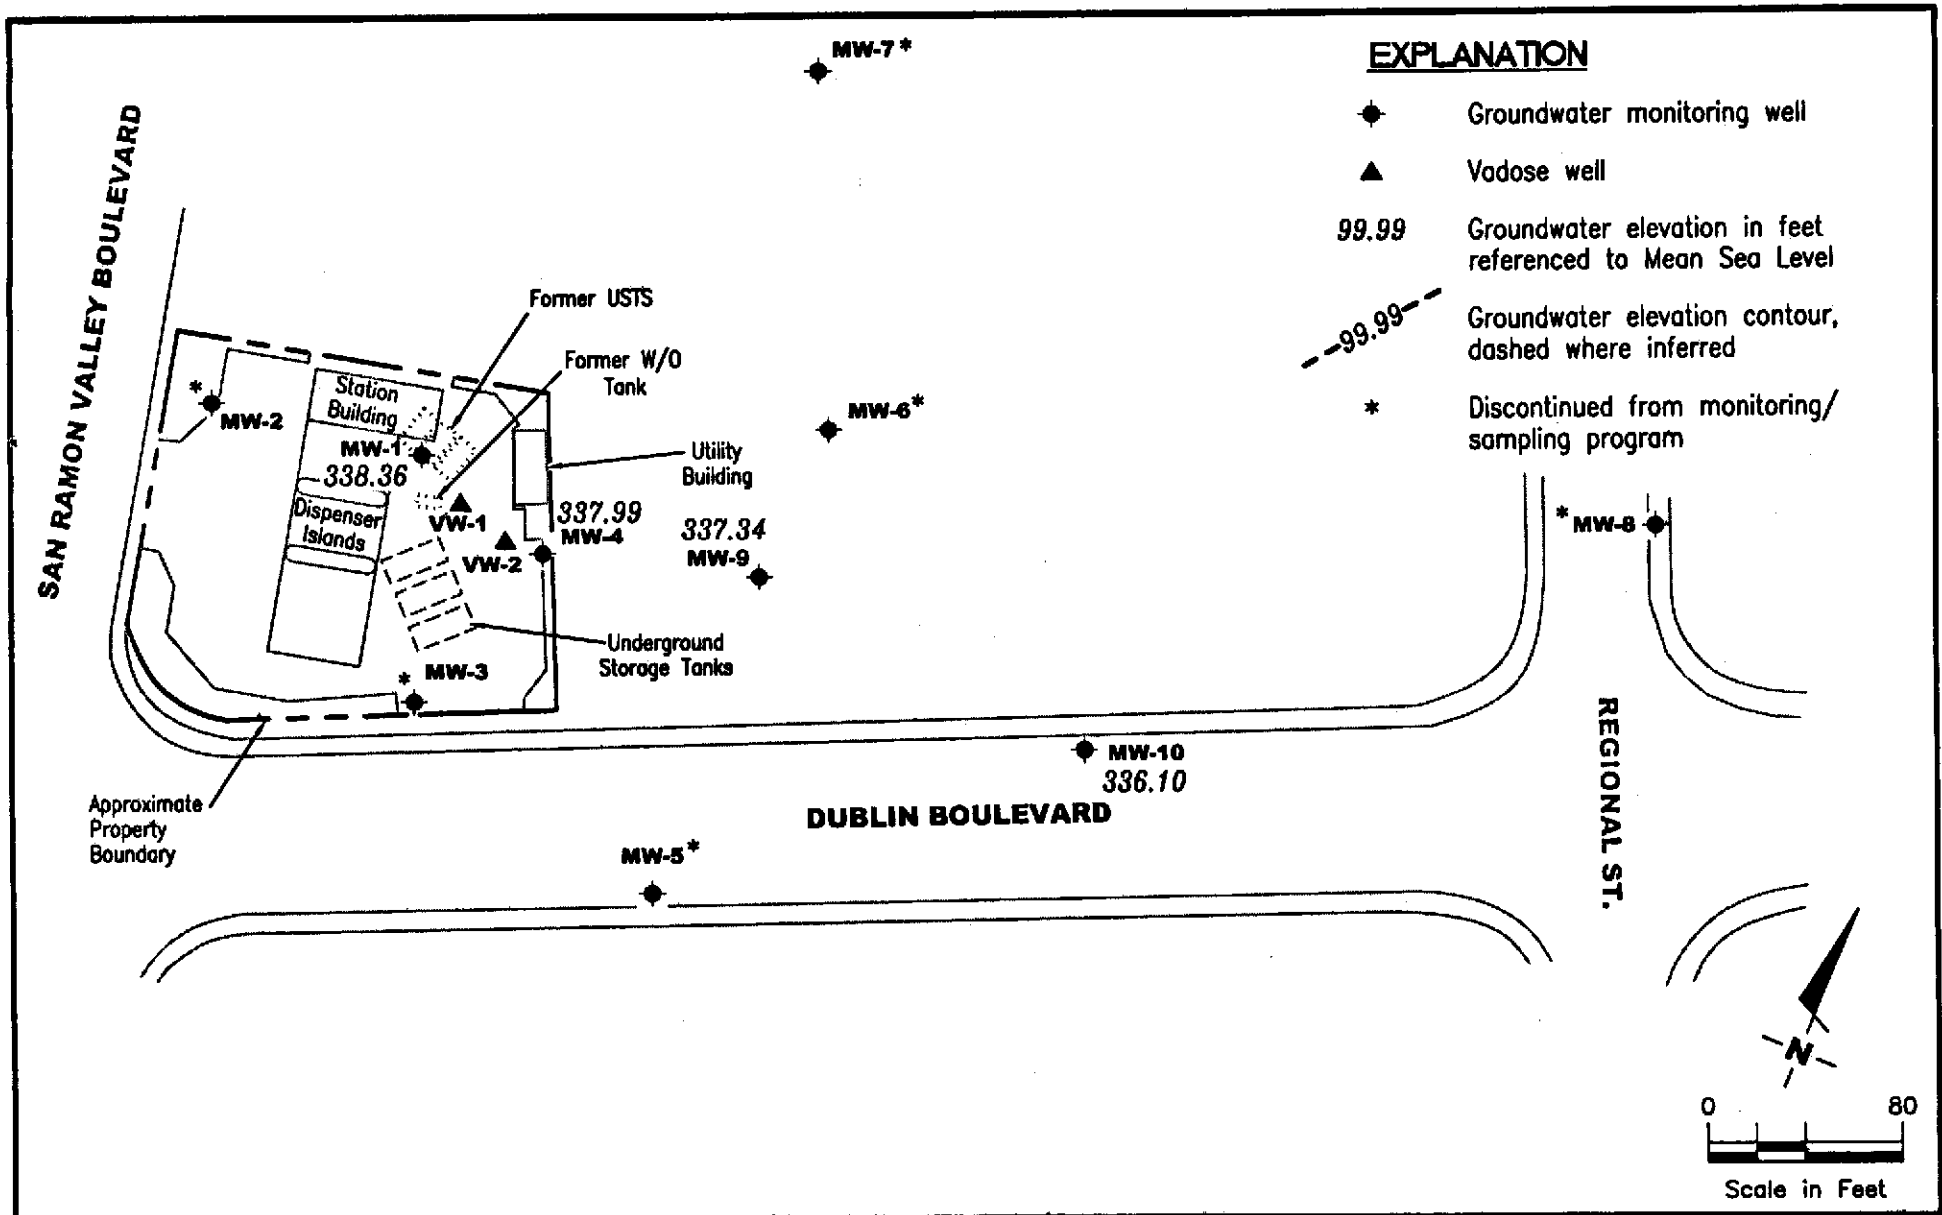 MW-7*
EXPLANATION
Groundwater monitoring well
Vadose well
99.99
Groundwater elevation in feet
referenced to Mean Sea Level
99.99
Groundwater elevation contour,
dashed where inferred
*
Discontinued from monitoring/
sampling program
SAN RAMON VALLEY BOULEVARD
Former USTS
Former W/O
Tank
Station
Building
*
MW-2
MW-1
338.36
MW-6*
Utility
Building
Dispenser
Islands
VW-1
VW-2
337.99
MW-4
337.34
MW-9
* MW-8
Underground
Storage Tanks
MW-3
*
Approximate
Property
Boundary
MW-10
336.10
DUBLIN BOULEVARD
REGIONAL ST.
MW-5*
N
0 80
Scale in Feet